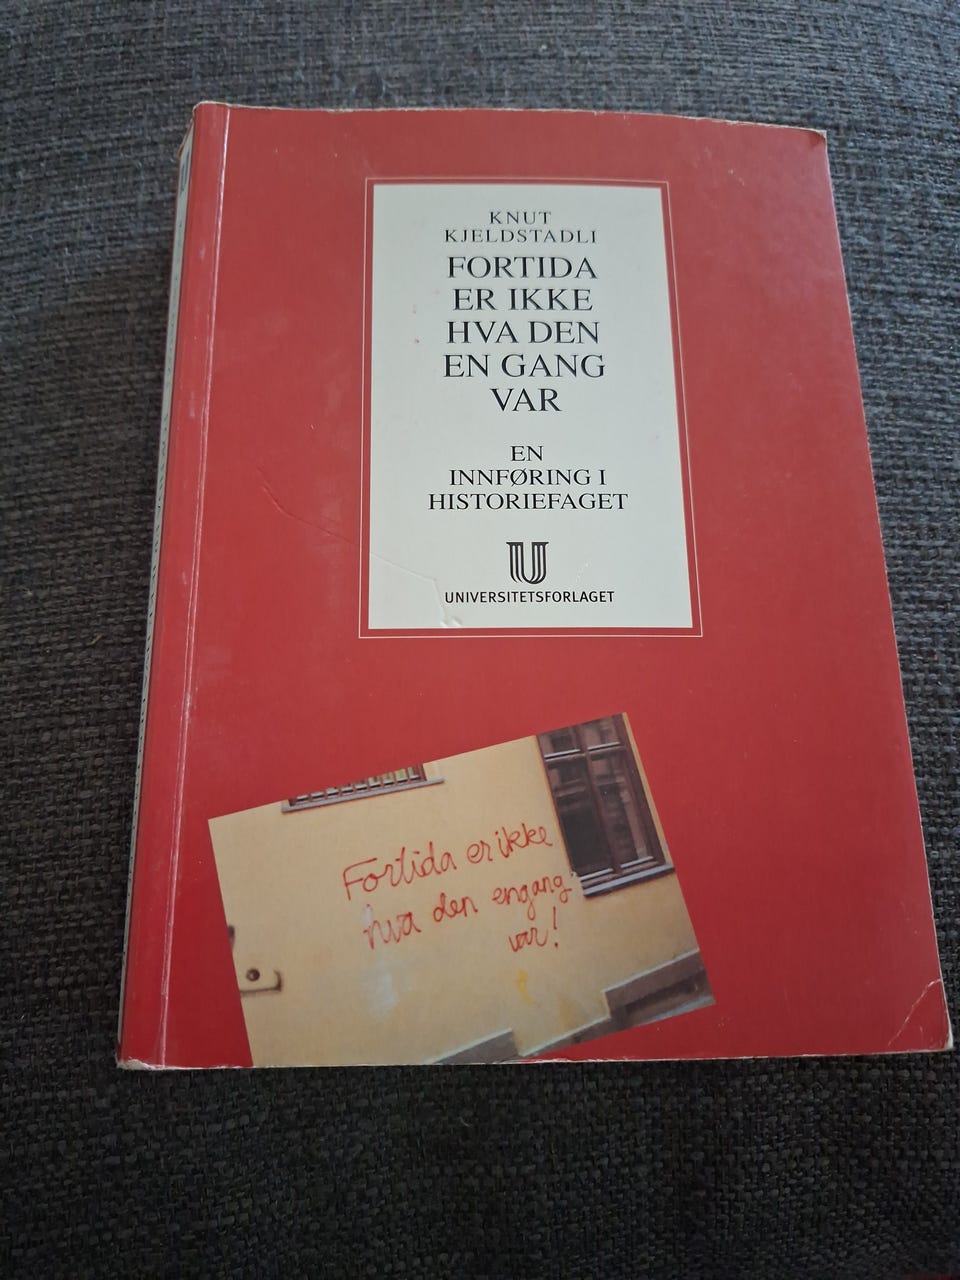 KNUT
KJELDSTADLI
FORTIDA
ER IKKE
HVA DEN
EN GANG
VAR
EN
INNFØRING I
HISTORIEFAGET
U
UNIVERSITETSFORLAGET
Fortida er ikke
hva den engang
var!